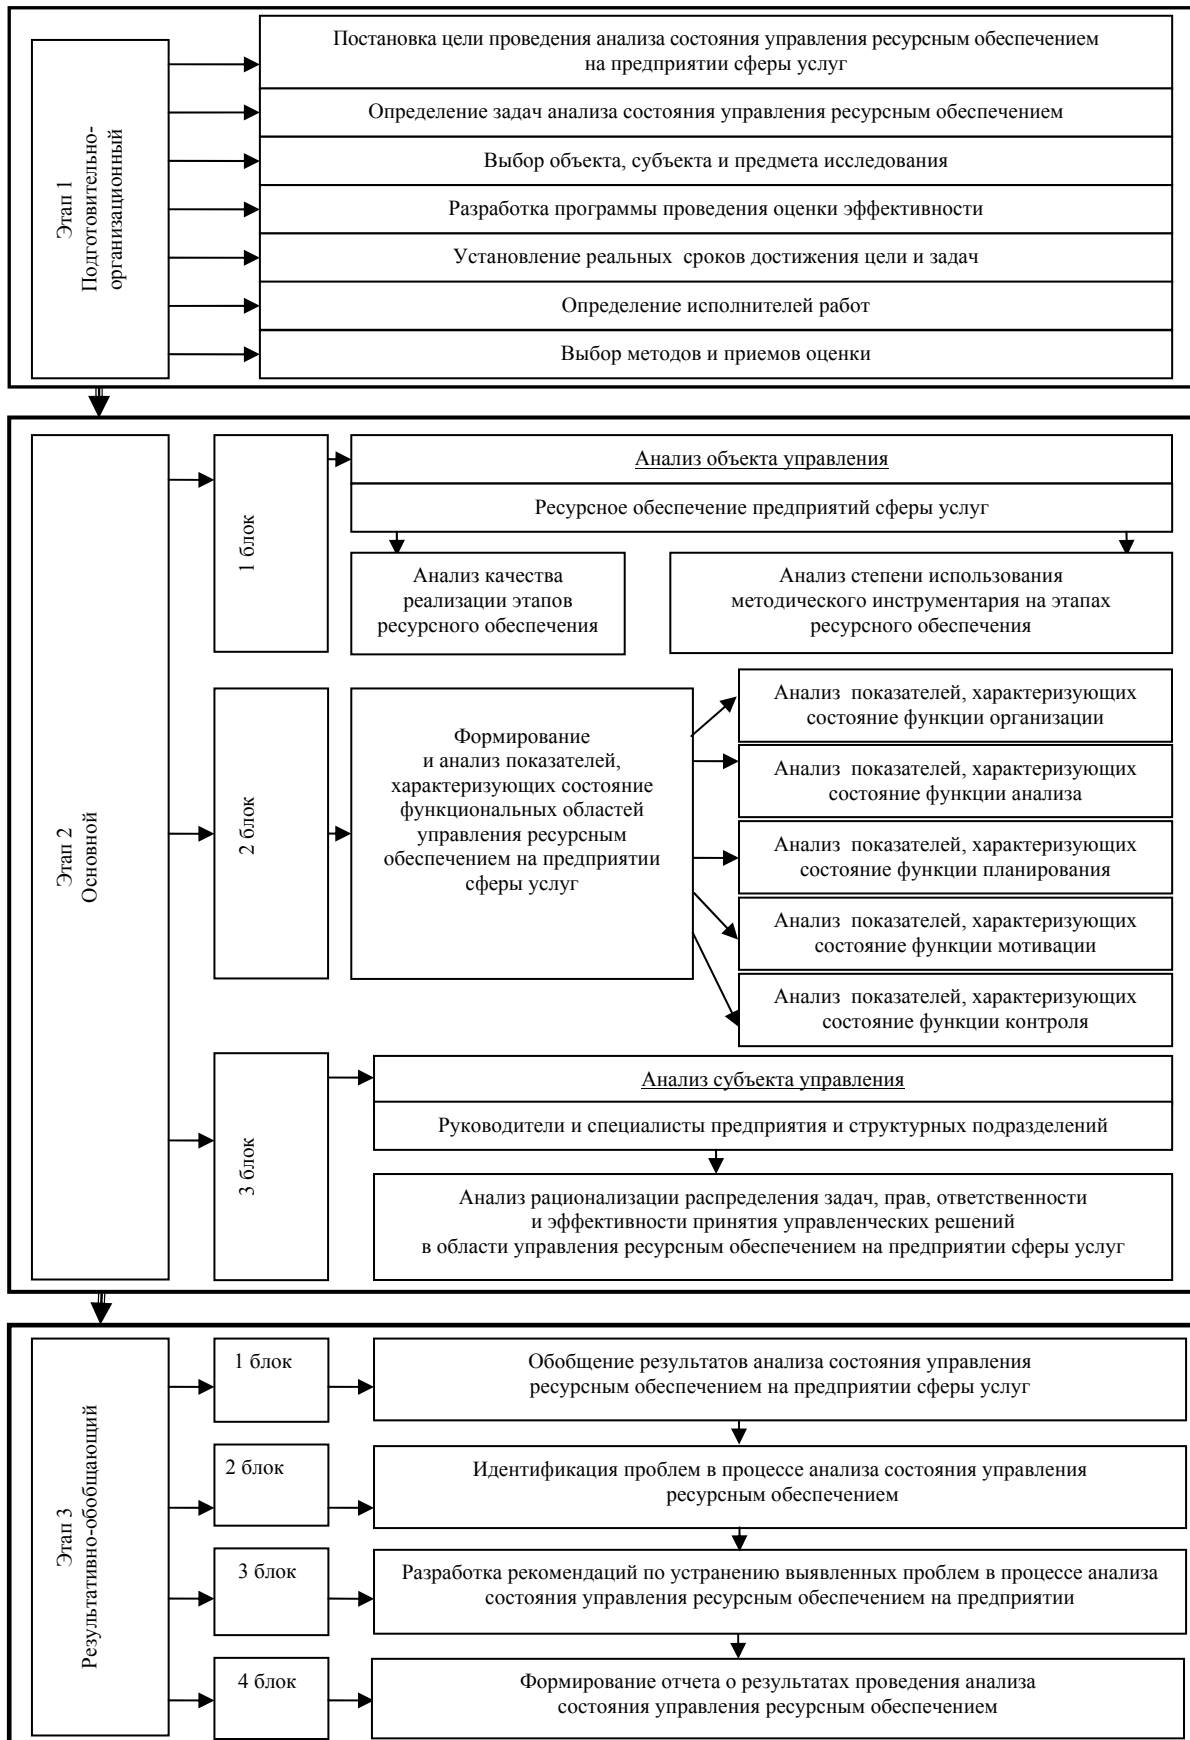 Этап 1
Подготовительно-
организационный
Постановка цели проведения анализа состояния управления ресурсным обеспечением
на предприятии сферы услуг
Определение задач анализа состояния управления ресурсным обеспечением
Выбор объекта, субъекта и предмета исследования
Разработка программы проведения оценки эффективности
Установление реальных сроков достижения цели и задач
Определение исполнителей работ
Выбор методов и приемов оценки
Этап 2
Основной
1 блок
Анализ объекта управления
Ресурсное обеспечение предприятий сферы услуг
Анализ качества
реализации этапов
ресурсного обеспечения
Анализ степени использования
методического инструментария на этапах
ресурсного обеспечения
2 блок
Формирование
и анализ показателей,
характеризующих состояние
функциональных областей
управления ресурсным
обеспечением на предприятии
сферы услуг
Анализ показателей, характеризующих
состояние функции организации
Анализ показателей, характеризующих
состояние функции анализа
Анализ показателей, характеризующих
состояние функции планирования
Анализ показателей, характеризующих
состояние функции мотивации
Анализ показателей, характеризующих
состояние функции контроля
3 блок
Анализ субъекта управления
Руководители и специалисты предприятия и структурных подразделений
Анализ рационализации распределения задач, прав, ответственности
и эффективности принятия управленческих решений
в области управления ресурсным обеспечением на предприятии сферы услуг
Этап 3
Результативно-обобщающий
1 блок
Обобщение результатов анализа состояния управления
ресурсным обеспечением на предприятии сферы услуг
2 блок
Идентификация проблем в процессе анализа состояния управления
ресурсным обеспечением
3 блок
Разработка рекомендаций по устранению выявленных проблем в процессе анализа
состояния управления ресурсным обеспечением на предприятии
4 блок
Формирование отчета о результатах проведения анализа
состояния управления ресурсным обеспечением